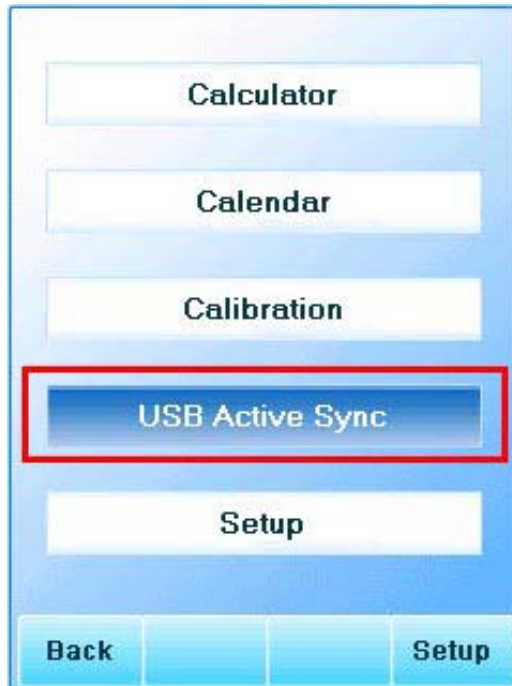 Calculator
Calendar
Calibration
USB Active Sync
Setup
Back Setup